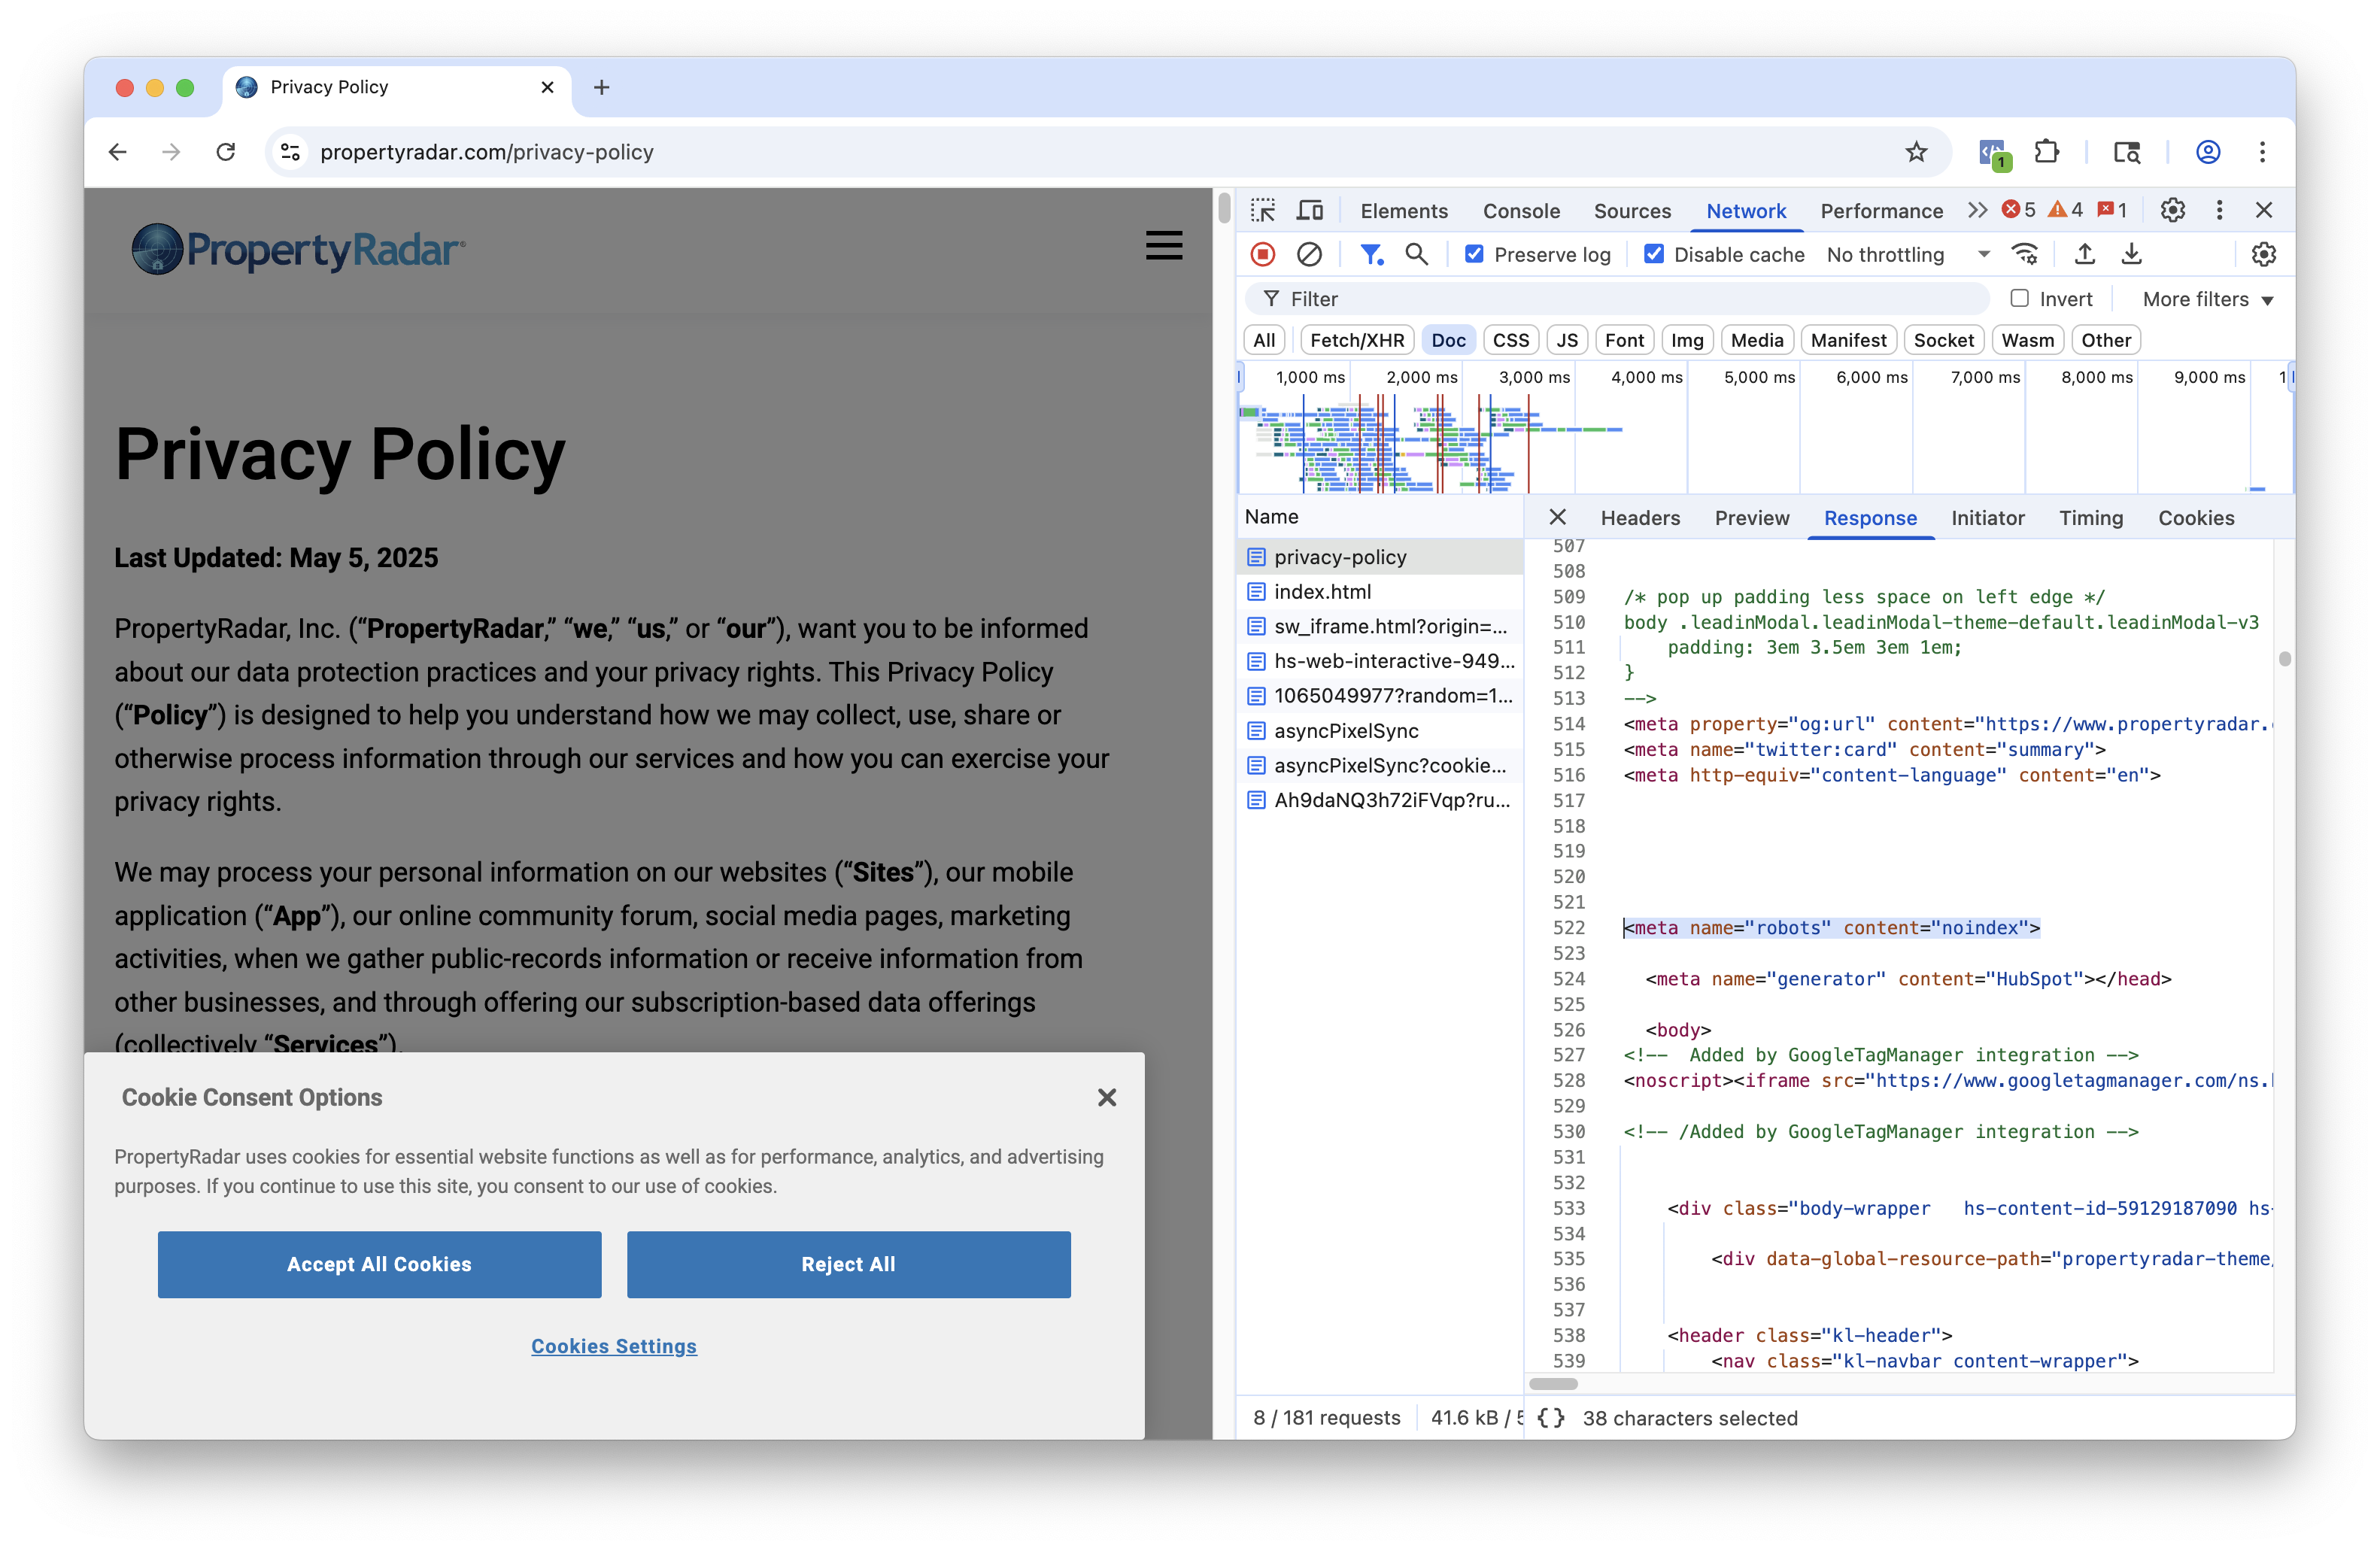 Privacy Policy
propertyradar.com/privacy-policy
1
PropertyRadar®
Privacy Policy
Last Updated: May 5, 2025
PropertyRadar, Inc. (“PropertyRadar,” “we,” “us,” or “our”), want you to be informed
about our data protection practices and your privacy rights. This Privacy Policy
(“Policy”) is designed to help you understand how we may collect, use, share or
otherwise process information through our services and how you can exercise your
privacy rights.
We may process your personal information on our websites (“Sites”), our mobile
application (“App”), our online community forum, social media pages, marketing
activities, when we gather public-records information or receive information from
other businesses, and through offering our subscription-based data offerings
(collectively “Services”).
Cookie Consent Options
PropertyRadar uses cookies for essential website functions as well as for performance, analytics, and advertising
purposes. If you continue to use this site, you consent to our use of cookies.
Accept All Cookies Reject All
Cookies Settings
Elements Console Sources Network Performance 5 4 1
Preserve log Disable cache No throttling
Filter Invert More filters
All Fetch/XHR Doc CSS JS Font Img Media Manifest Socket Wasm Other
1,000 ms 2,000 ms 3,000 ms 4,000 ms 5,000 ms 6,000 ms 7,000 ms 8,000 ms 9,000 ms 1
Name
privacy-policy
index.html
sw_iframe.html?origin=...
hs-web-interactive-949...
1065049977?random=1...
asyncPixelSync
asyncPixelSync?cookie...
Ah9daNQ3h72iFVqp?ru...
Headers Preview Response Initiator Timing Cookies
507
508
509 /* pop up padding less space on left edge */
510 body .leadinModal.leadinModal-theme-default.leadinModal-v3
511 padding: 3em 3.5em 3em 1em;
512 }
513 -->
514 <meta property="og:url" content="https://www.propertyradar.
515 <meta name="twitter:card" content="summary">
516 <meta http-equiv="content-language" content="en">
517
518
519
520
521
522 <meta name="robots" content="noindex">
523
524 <meta name="generator" content="HubSpot"></head>
525
526 <body>
527 <!--  Added by GoogleTagManager integration -->
528 <noscript><iframe src="https://www.googletagmanager.com/ns.
529
530 <!-- /Added by GoogleTagManager integration -->
531
532
533 <div class="body-wrapper   hs-content-id-59129187090 hs-
534
535 <div data-global-resource-path="propertyradar-theme/
536
537
538 <header class="kl-header">
539 <nav class="kl-navbar content-wrapper">
8 / 181 requests 41.6 kB / 5 {} 38 characters selected